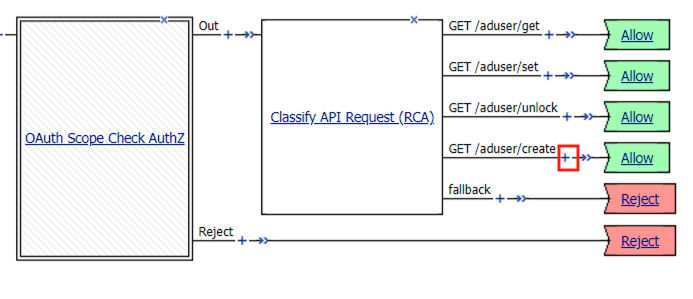 Out
OAuth Scope Check AuthZ
Reject
Classify API Request (RCA)
GET /aduser/get
Allow
GET /aduser/set
Allow
GET /aduser/unlock
Allow
GET /aduser/create
Allow
fallback
Reject
Reject